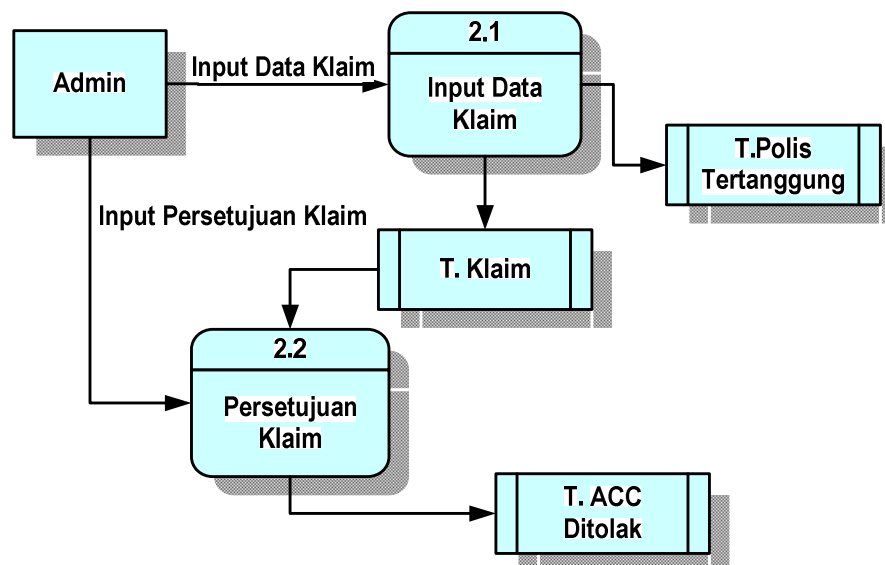 2.1
Admin
Input Data Klaim
Input Data
Klaim
T.Polis
Tertanggung
Input Persetujuan Klaim
T. Klaim
2.2
Persetujuan
Klaim
T. ACC
Ditolak